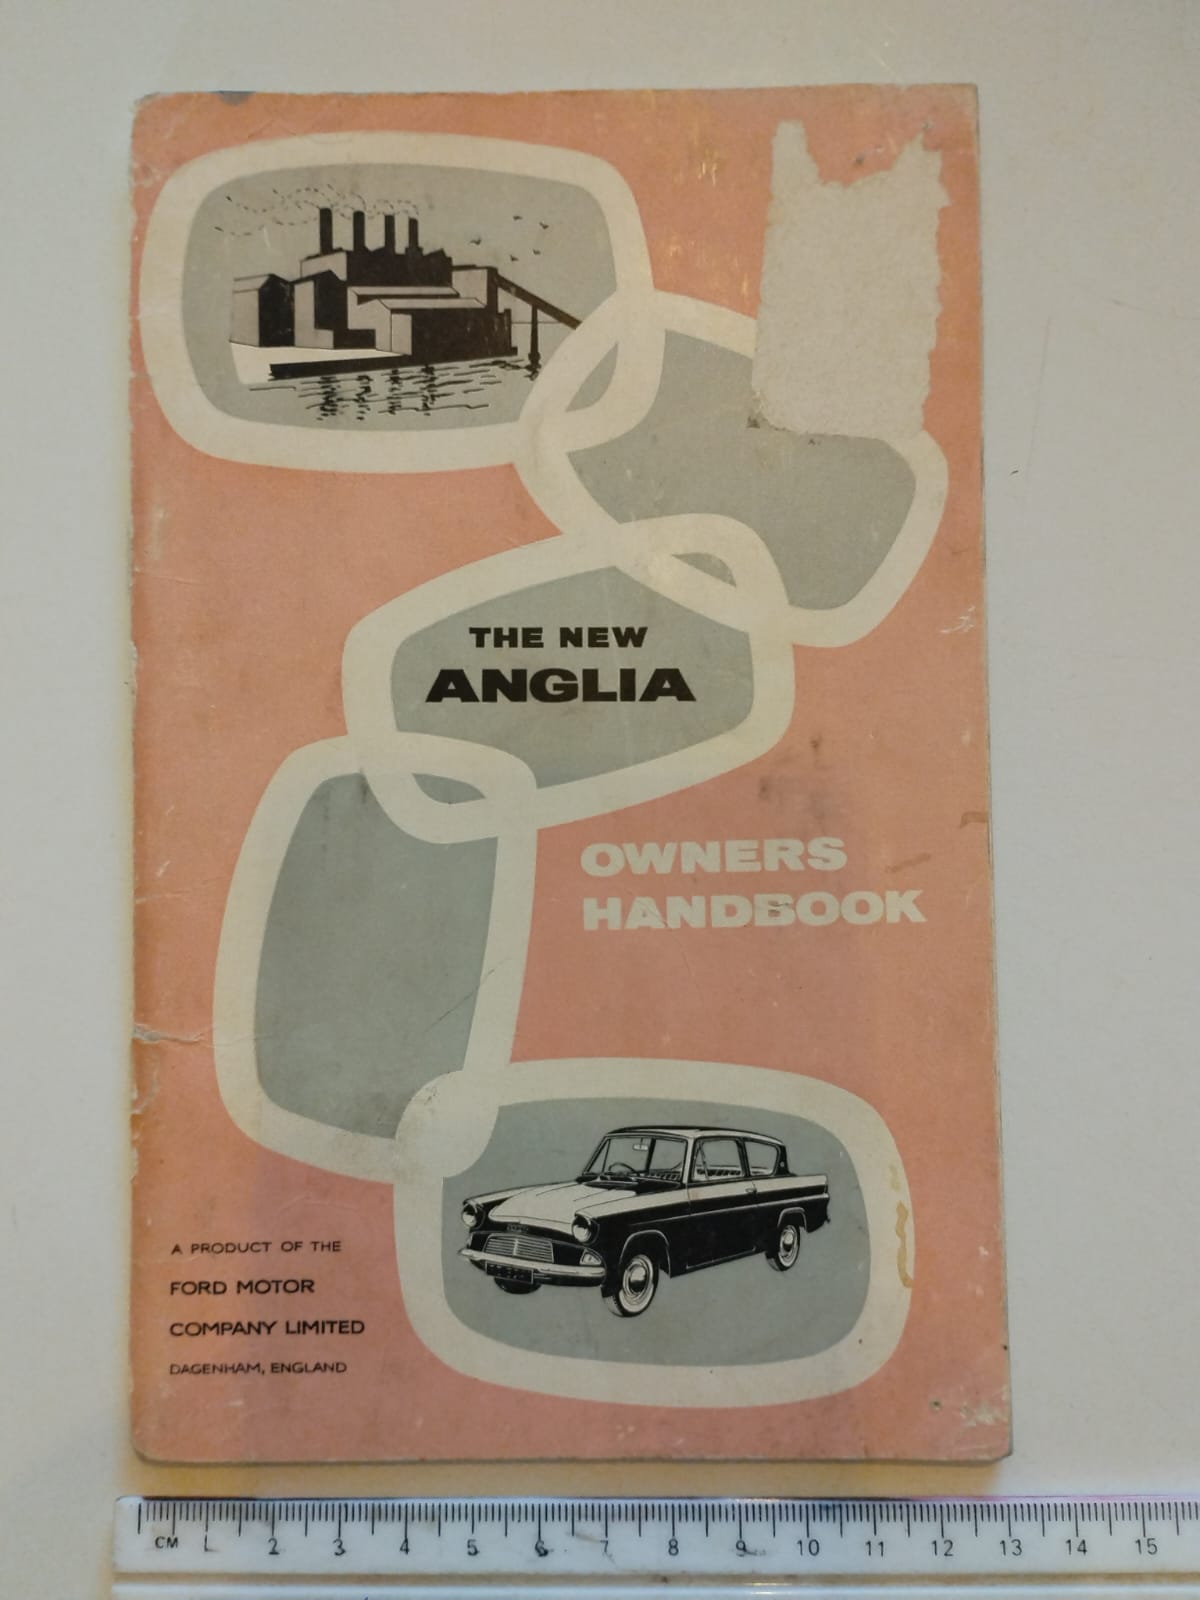 THE NEW
ANGLIA
OWNERS
HANDBOOK
A PRODUCT OF THE
FORD MOTOR
COMPANY LIMITED
DAGENHAM, ENGLAND
CM 1 2 3 4 5 6 7 8 9 10 11 12 13 14 15